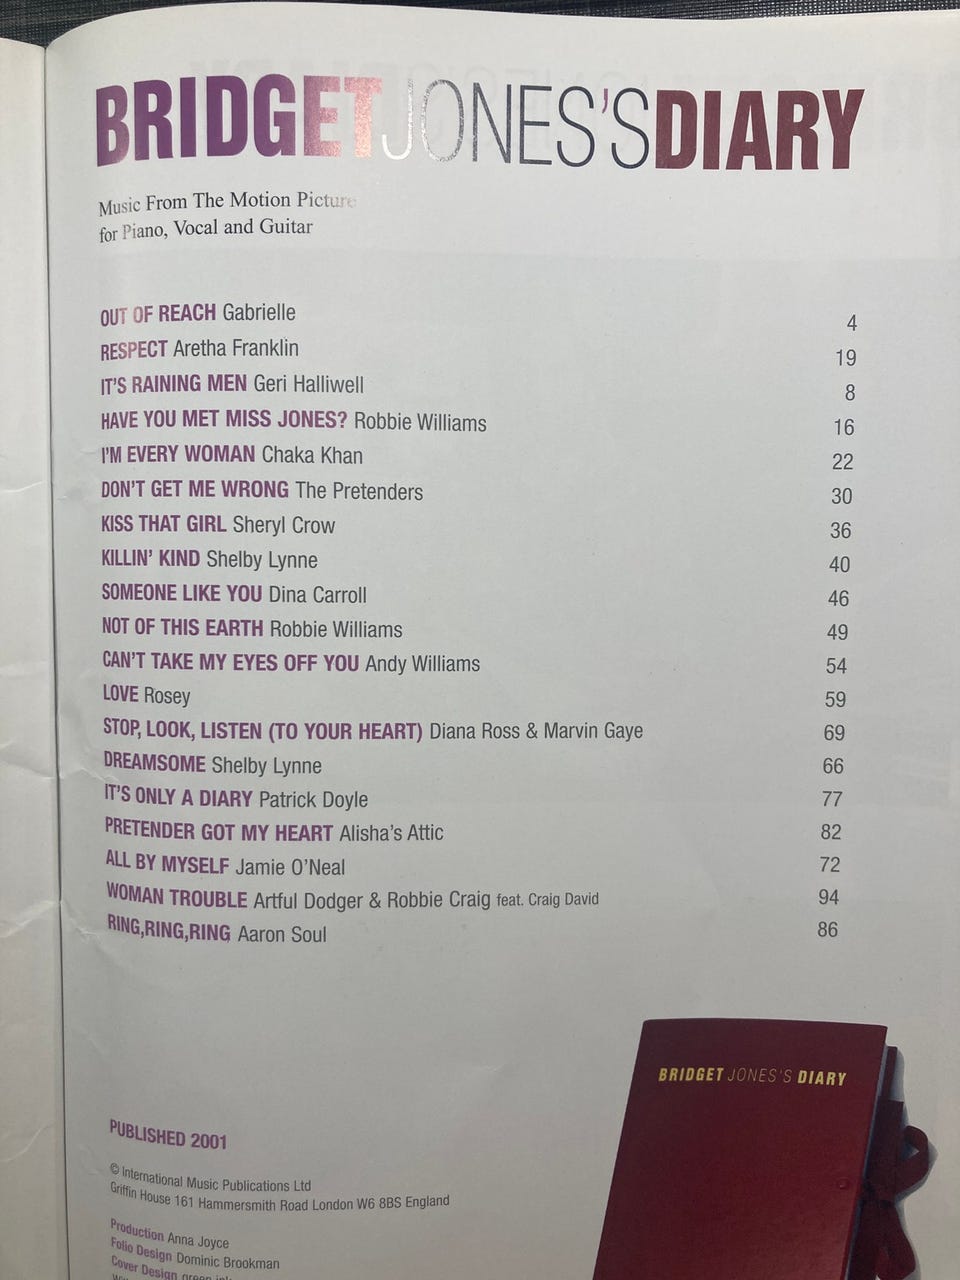 BRIDGET JONES'S DIARY
Music From The Motion Picture
for Piano, Vocal and Guitar
OUT OF REACH Gabrielle 4
RESPECT Aretha Franklin 19
IT'S RAINING MEN Geri Halliwell 8
HAVE YOU MET MISS JONES? Robbie Williams 16
I'M EVERY WOMAN Chaka Khan 22
DON'T GET ME WRONG The Pretenders 30
KISS THAT GIRL Sheryl Crow 36
KILLIN' KIND Shelby Lynne 40
SOMEONE LIKE YOU Dina Carroll 46
NOT OF THIS EARTH Robbie Williams 49
CAN'T TAKE MY EYES OFF YOU Andy Williams 54
LOVE Rosey 59
STOP, LOOK, LISTEN (TO YOUR HEART) Diana Ross & Marvin Gaye 69
DREAMSOME Shelby Lynne 66
IT'S ONLY A DIARY Patrick Doyle 77
PRETENDER GOT MY HEART Alisha's Attic 82
ALL BY MYSELF Jamie O'Neal 72
WOMAN TROUBLE Artful Dodger & Robbie Craig feat. Craig David 94
RING,RING,RING Aaron Soul 86
BRIDGET JONES'S DIARY
PUBLISHED 2001
© International Music Publications Ltd
Griffin House 161 Hammersmith Road London W6 8BS England
Production Anna Joyce
Folio Design Dominic Brookman
Cover Design green